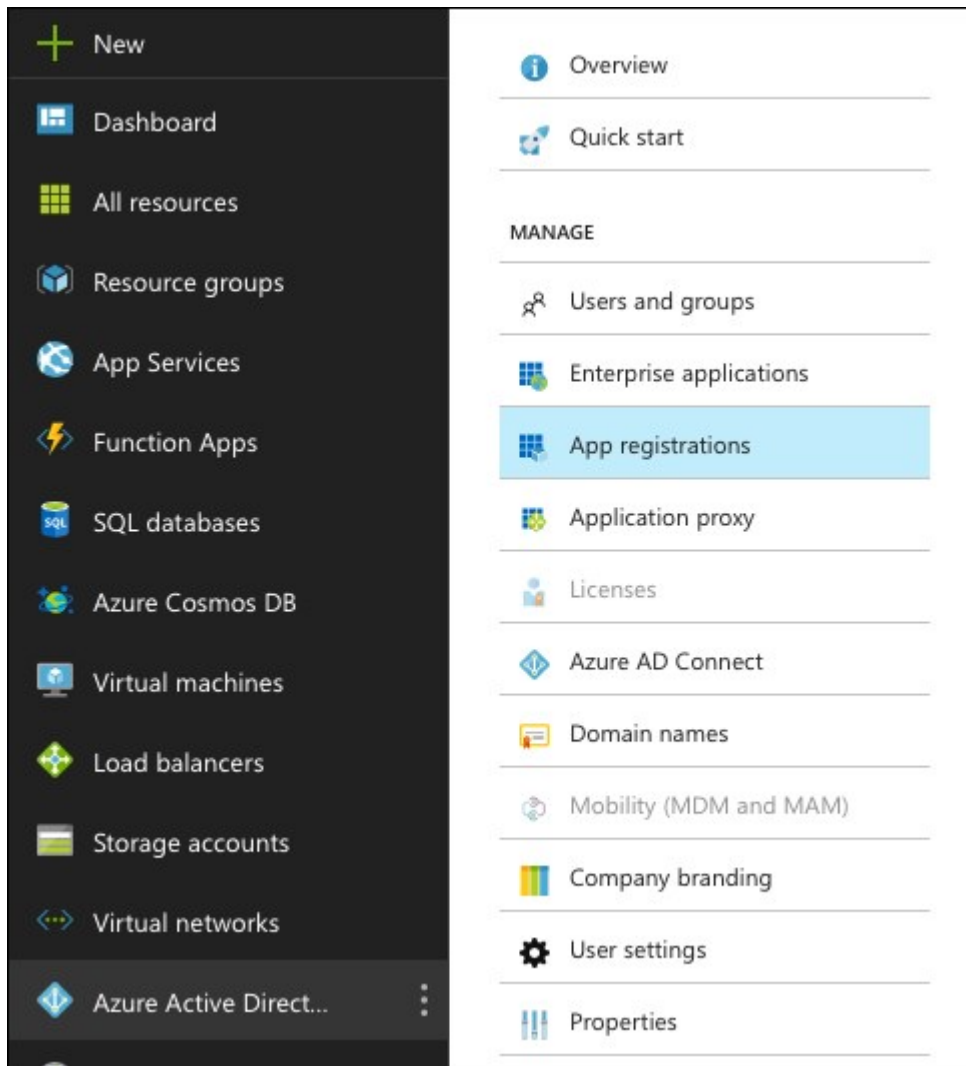 New
Dashboard
All resources
Resource groups
App Services
Function Apps
SQL
SQL databases
Azure Cosmos DB
Virtual machines
Load balancers
Storage accounts
Virtual networks
Azure Active Direct...
Overview
Quick start
MANAGE
Users and groups
Enterprise applications
App registrations
Application proxy
Licenses
Azure AD Connect
Domain names
Mobility (MDM and MAM)
Company branding
User settings
Properties